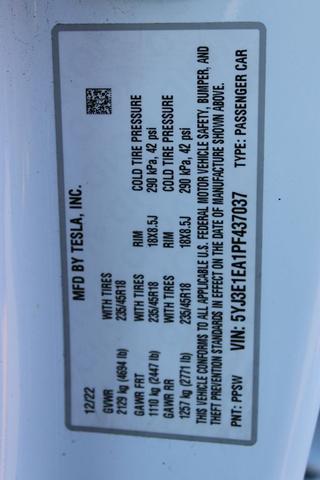 MFD BY TESLA, INC.
12/22
GVWR
2129 kg (4694 lb)
GAWR FRT WITH TIRES RIM COLD TIRE PRESSURE
1110 kg (2447 lb) 235/45R18 18X8.5J 290 kPa, 42 psi
GAWR RR WITH TIRES RIM COLD TIRE PRESSURE
1257 kg (2771 lb) 235/45R18 18X8.5J 290 kPa, 42 psi
THIS VEHICLE CONFORMS TO ALL APPLICABLE U.S. FEDERAL MOTOR VEHICLE SAFETY, BUMPER, AND
THEFT PREVENTION STANDARDS IN EFFECT ON THE DATE OF MANUFACTURE SHOWN ABOVE.
VIN: 5YJ3E1EA1PF437037
PNT: PPSW TYPE: PASSENGER CAR